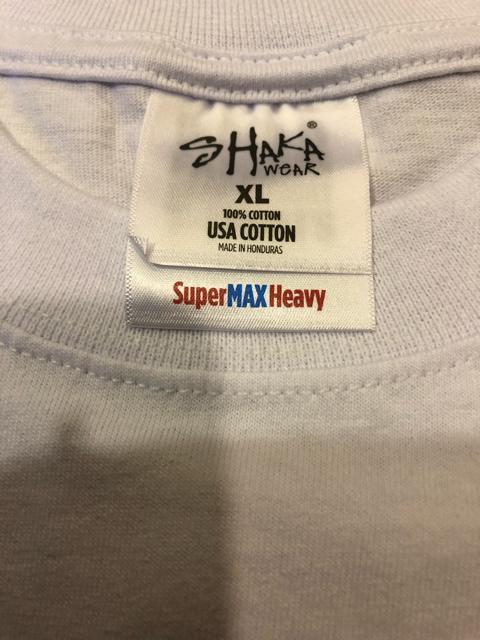 SHAKA®
WEAR
XL
100% COTTON
USA COTTON
MADE IN HONDURAS
SuperMAXHeavy